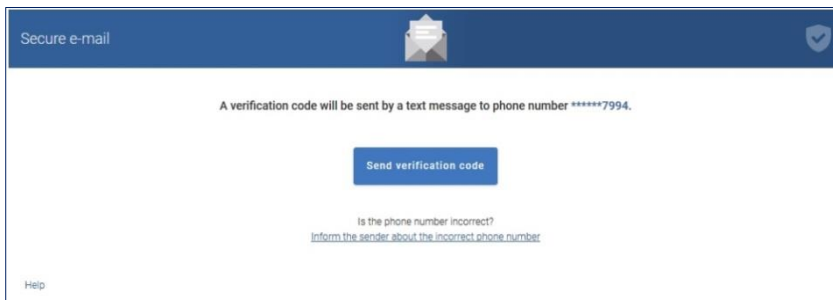 Secure e-mail
A verification code will be sent by a text message to phone number ******7994.
Send verification code
Is the phone number incorrect?
Inform the sender about the incorrect phone number
Help